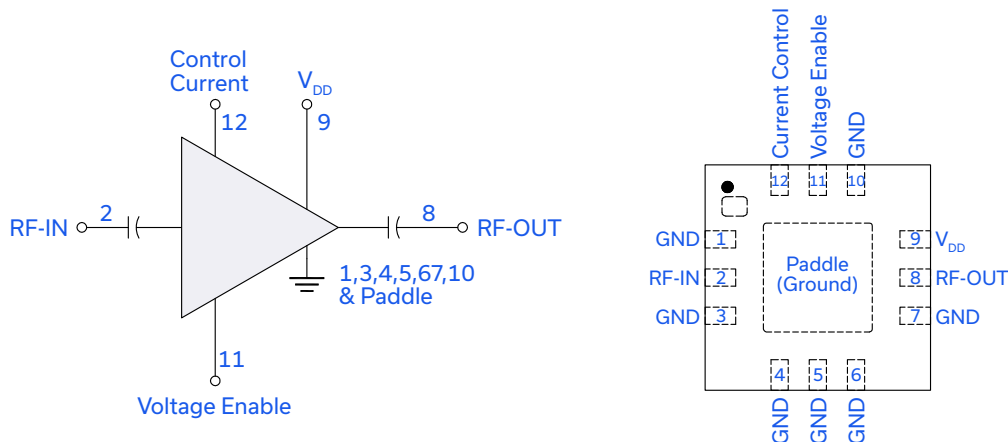 Control
Current
V_DD
12
9
RF-IN
2
8
RF-OUT
1,3,4,5,67,10
& Paddle
11
Voltage Enable
Current Control
Voltage Enable
GND
12
11
10
GND
1
9
V_DD
RF-IN
2
Paddle
(Ground)
8
RF-OUT
GND
3
7
GND
4
5
6
GND
GND
GND